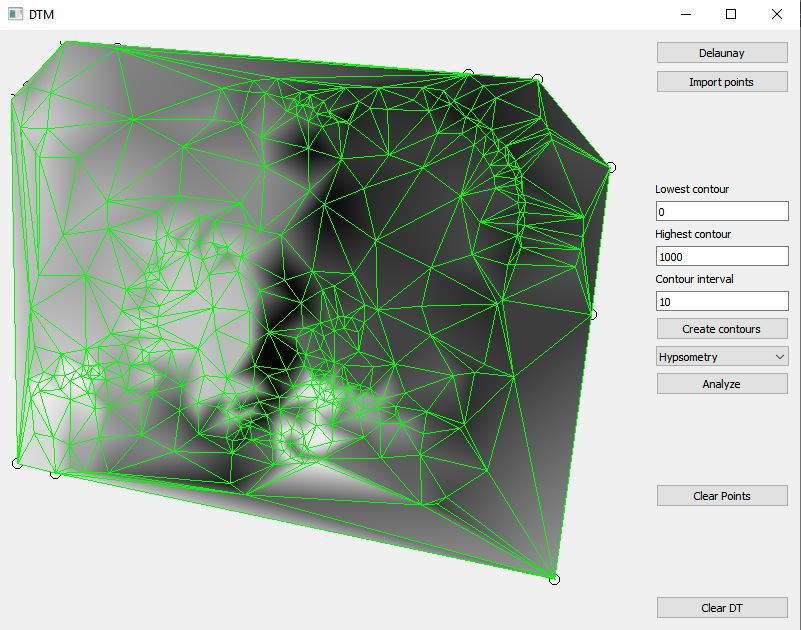 DTM
Delaunay
Import points
Lowest contour
0
Highest contour
1000
Contour interval
10
Create contours
Hypsometry
Analyze
Clear Points
Clear DT